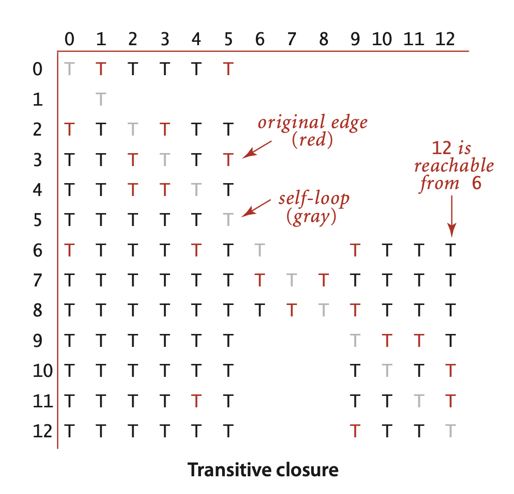 0 1 2 3 4 5 6 7 8 9 10 11 12
0 T T T T T T
1 T
2 T T T T T T
original edge
(red)
3 T T T T T T
12 is
reachable
from 6
4 T T T T T T
self-loop
(gray)
5 T T T T T T
6 T T T T T T T T T T T
7 T T T T T T T T T T T T T
8 T T T T T T T T T T T T T
9 T T T T T T T T T T
10 T T T T T T T T T T
11 T T T T T T T T T T
12 T T T T T T T T T T
Transitive closure